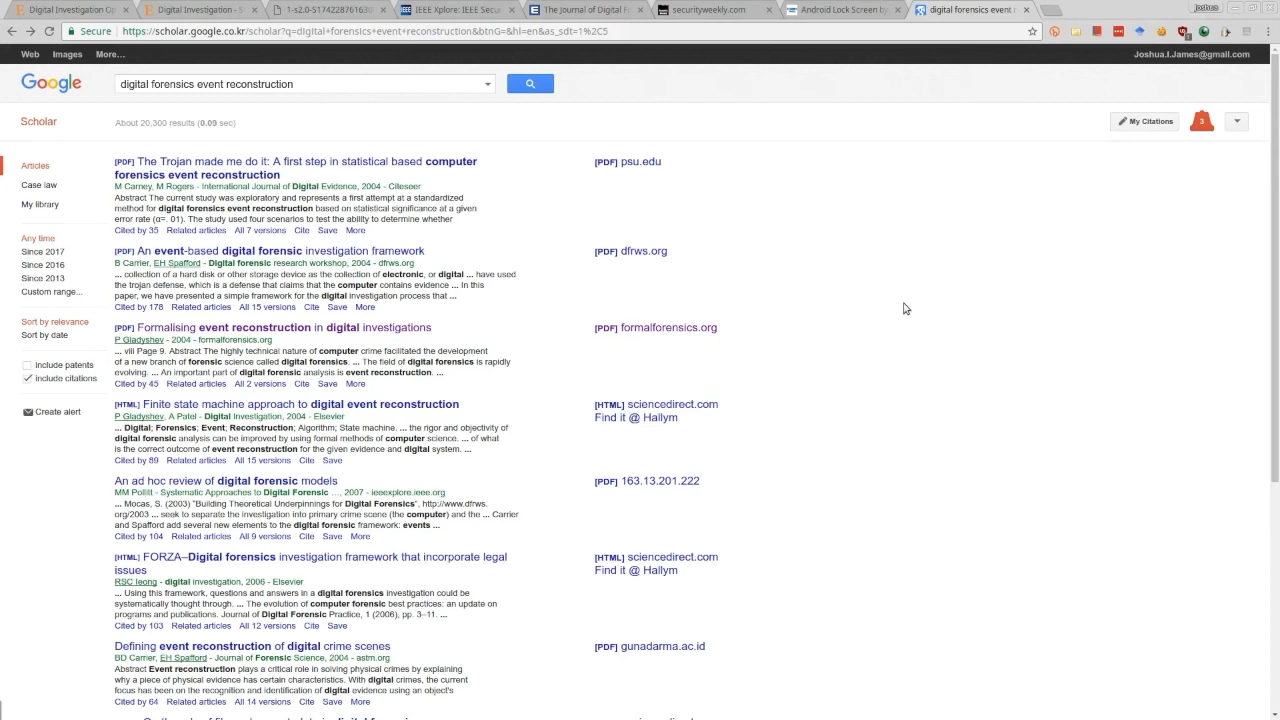 Digital Investigation Op
Digital Investigation - S
1-s2.0-S174228761630
IEEE Xplore: IEEE Secu
The Journal of Digital Fo
securityweekly.com
Android Lock Screen by
digital forensics event r
Joshua
Secure
https://scholar.google.co.kr/scholar?q=digital+forensics+event+reconstruction&btnG=&hl=en&as_sdt=1%2C5
Web Images More…
Joshua.I.James@gmail.com
Google
digital forensics event reconstruction
Scholar
About 20,300 results (0.09 sec)
My Citations
3
Articles
Case law
My library
Any time
Since 2017
Since 2016
Since 2013
Custom range...
Sort by relevance
Sort by date
include patents
include citations
Create alert
[PDF] The Trojan made me do it: A first step in statistical based computer
forensics event reconstruction
M Carney, M Rogers - International Journal of Digital Evidence, 2004 - Citeseer
Abstract The current study was exploratory and represents a first attempt at a standardized
method for digital forensics event reconstruction based on statistical significance at a given
error rate (α=. 01). The study used four scenarios to test the ability to determine whether
Cited by 35 Related articles All 7 versions Cite Save More
[PDF] psu.edu
[PDF] An event-based digital forensic investigation framework
B Carrier, EH Spafford - Digital forensic research workshop, 2004 - dfrws.org
... collection of a hard disk or other storage device as the collection of electronic, or digital ... have used
the trojan defense, which is a defense that claims that the computer contains evidence ... In this
paper, we have presented a simple framework for the digital investigation process that ...
Cited by 178 Related articles All 15 versions Cite Save More
[PDF] dfrws.org
[PDF] Formalising event reconstruction in digital investigations
P Gladyshev - 2004 - formalforensics.org
... viii Page 9. Abstract The highly technical nature of computer crime facilitated the development
of a new branch of forensic science called digital forensics. ... The field of digital forensics is rapidly
evolving. ... An important part of digital forensic analysis is event reconstruction. ...
Cited by 45 Related articles All 2 versions Cite Save More
[PDF] formalforensics.org
[HTML] Finite state machine approach to digital event reconstruction
P Gladyshev, A Patel - Digital Investigation, 2004 - Elsevier
... Digital; Forensics; Event; Reconstruction; Algorithm; State machine. ... the rigor and objectivity of
digital forensic analysis can be improved by using formal methods of computer science. ... of what
is the correct outcome of event reconstruction for the given evidence and digital system. ...
Cited by 89 Related articles All 15 versions Cite Save
[HTML] sciencedirect.com
Find it @ Hallym
An ad hoc review of digital forensic models
MM Pollitt - Systematic Approaches to Digital Forensic …, 2007 - ieeexplore.ieee.org
... Mocas, S. (2003) "Building Theoretical Underpinnings for Digital Forensics", http://www.dfrws.
org/2003 ... seek to separate the investigation into primary crime scene (the computer) and the ... Carrier
and Spafford add several new elements to the digital forensic framework: events ...
Cited by 104 Related articles All 9 versions Cite Save More
[PDF] 163.13.201.222
[HTML] FORZA–Digital forensics investigation framework that incorporate legal
issues
RSC Ieong - digital investigation, 2006 - Elsevier
... Using this framework, questions and answers in a digital forensics investigation could be
systematically thought through. ... The evolution of computer forensic best practices: an update on
programs and publications. Journal of Digital Forensic Practice, 1 (2006), pp. 3–11. ...
Cited by 103 Related articles All 12 versions Cite Save
[HTML] sciencedirect.com
Find it @ Hallym
Defining event reconstruction of digital crime scenes
BD Carrier, EH Spafford - Journal of Forensic Science, 2004 - astm.org
Abstract Event reconstruction plays a critical role in solving physical crimes by explaining
why a piece of physical evidence has certain characteristics. With digital crimes, the current
focus has been on the recognition and identification of digital evidence using an object's
Cited by 64 Related articles All 14 versions Cite Save More
[PDF] gunadarma.ac.id